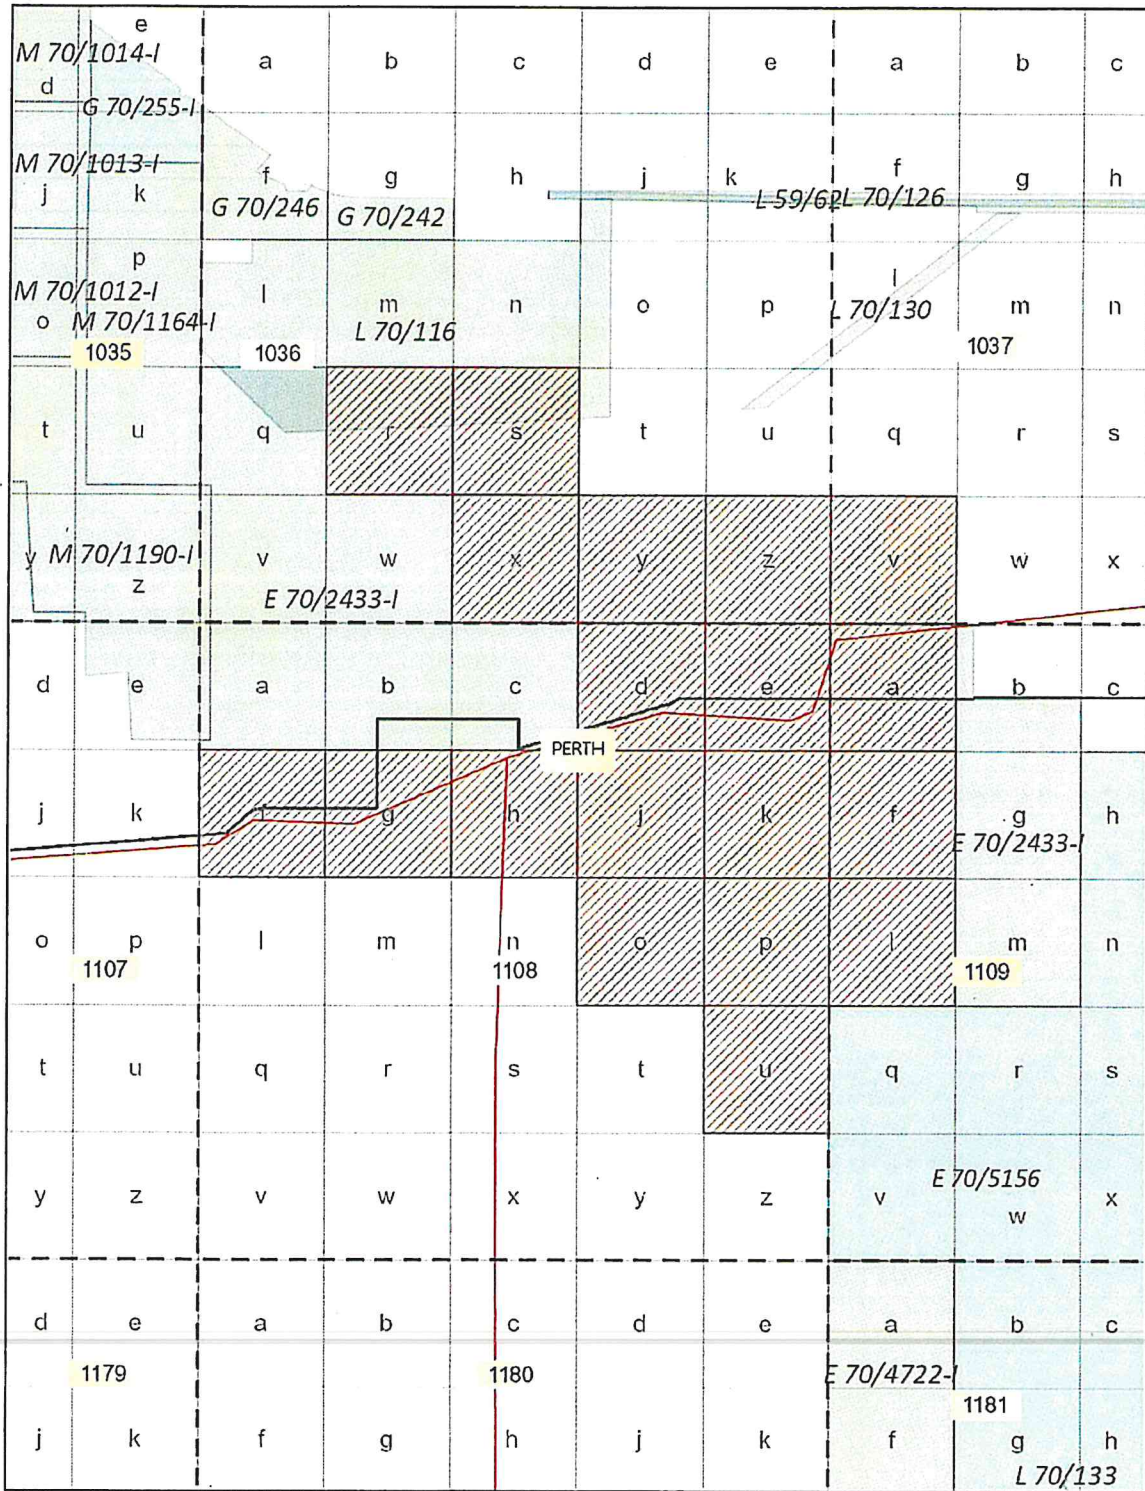 e
M 70/1014-I a b c d e a b c
d
G 70/255-I
M 70/1013-I f g h j k f g h
j k
G 70/246 G 70/242 L 59/62 L 70/126
p
M 70/1012-I l m n o p l m n
o M 70/1164-I L 70/116 L 70/130
1035 1036 1037
t u q r s t u q r s
y M 70/1190-I v w x y z v w x
z E 70/2433-I
d e a b c d e a b c
PERTH
j k f g h j k f g h
E 70/2433-I
o p l m n o p l m n
1107 1108 1109
t u q r s t u q r s
E 70/5156
y z v w x y z v w x
d e a b c d e a b c
1179 1180 E 70/4722-I
1181
j k f g h j k f g h
L 70/133